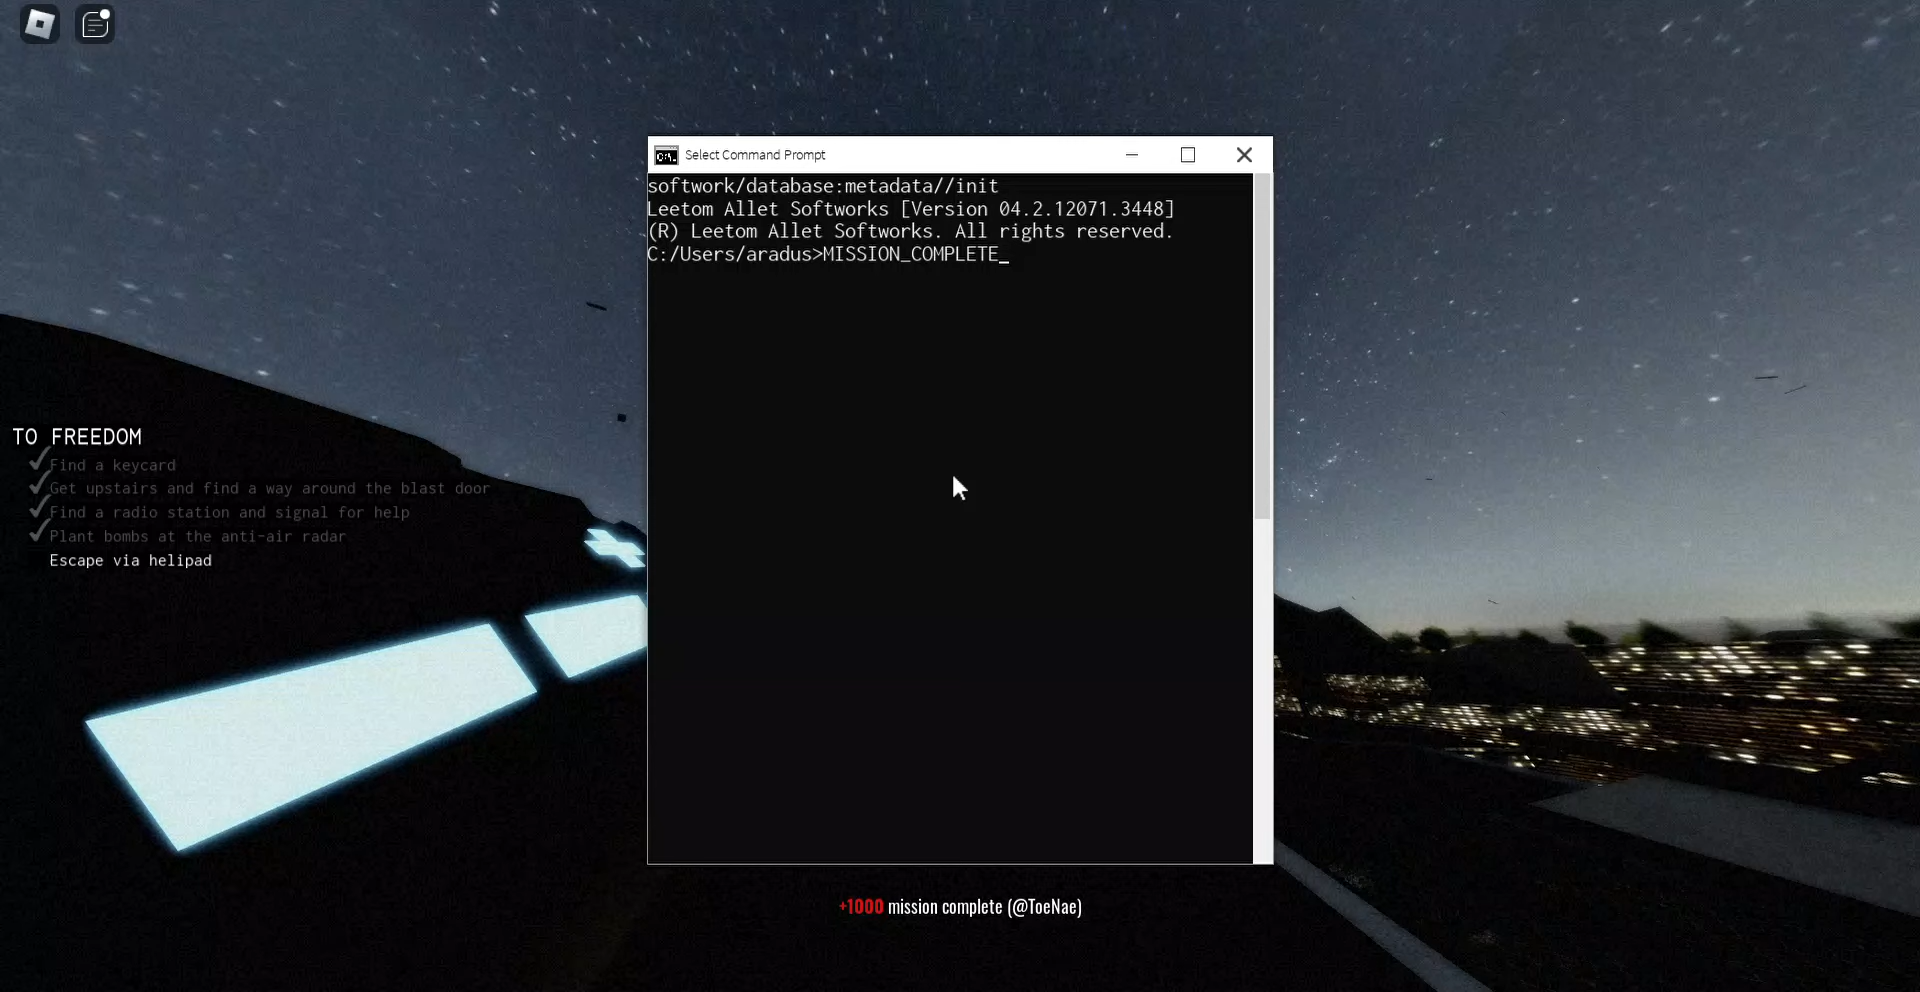 Select Command Prompt
softwork/database:metadata//init
Leetom Allet Softworks [Version 04.2.12071.3448]
(R) Leetom Allet Softworks. All rights reserved.
C:/Users/aradus>MISSION_COMPLETE_
TO FREEDOM
Find a keycard
Get upstairs and find a way around the blast door
Find a radio station and signal for help
Plant bombs at the anti-air radar
Escape via helipad
+1000 mission complete (@ToeNae)